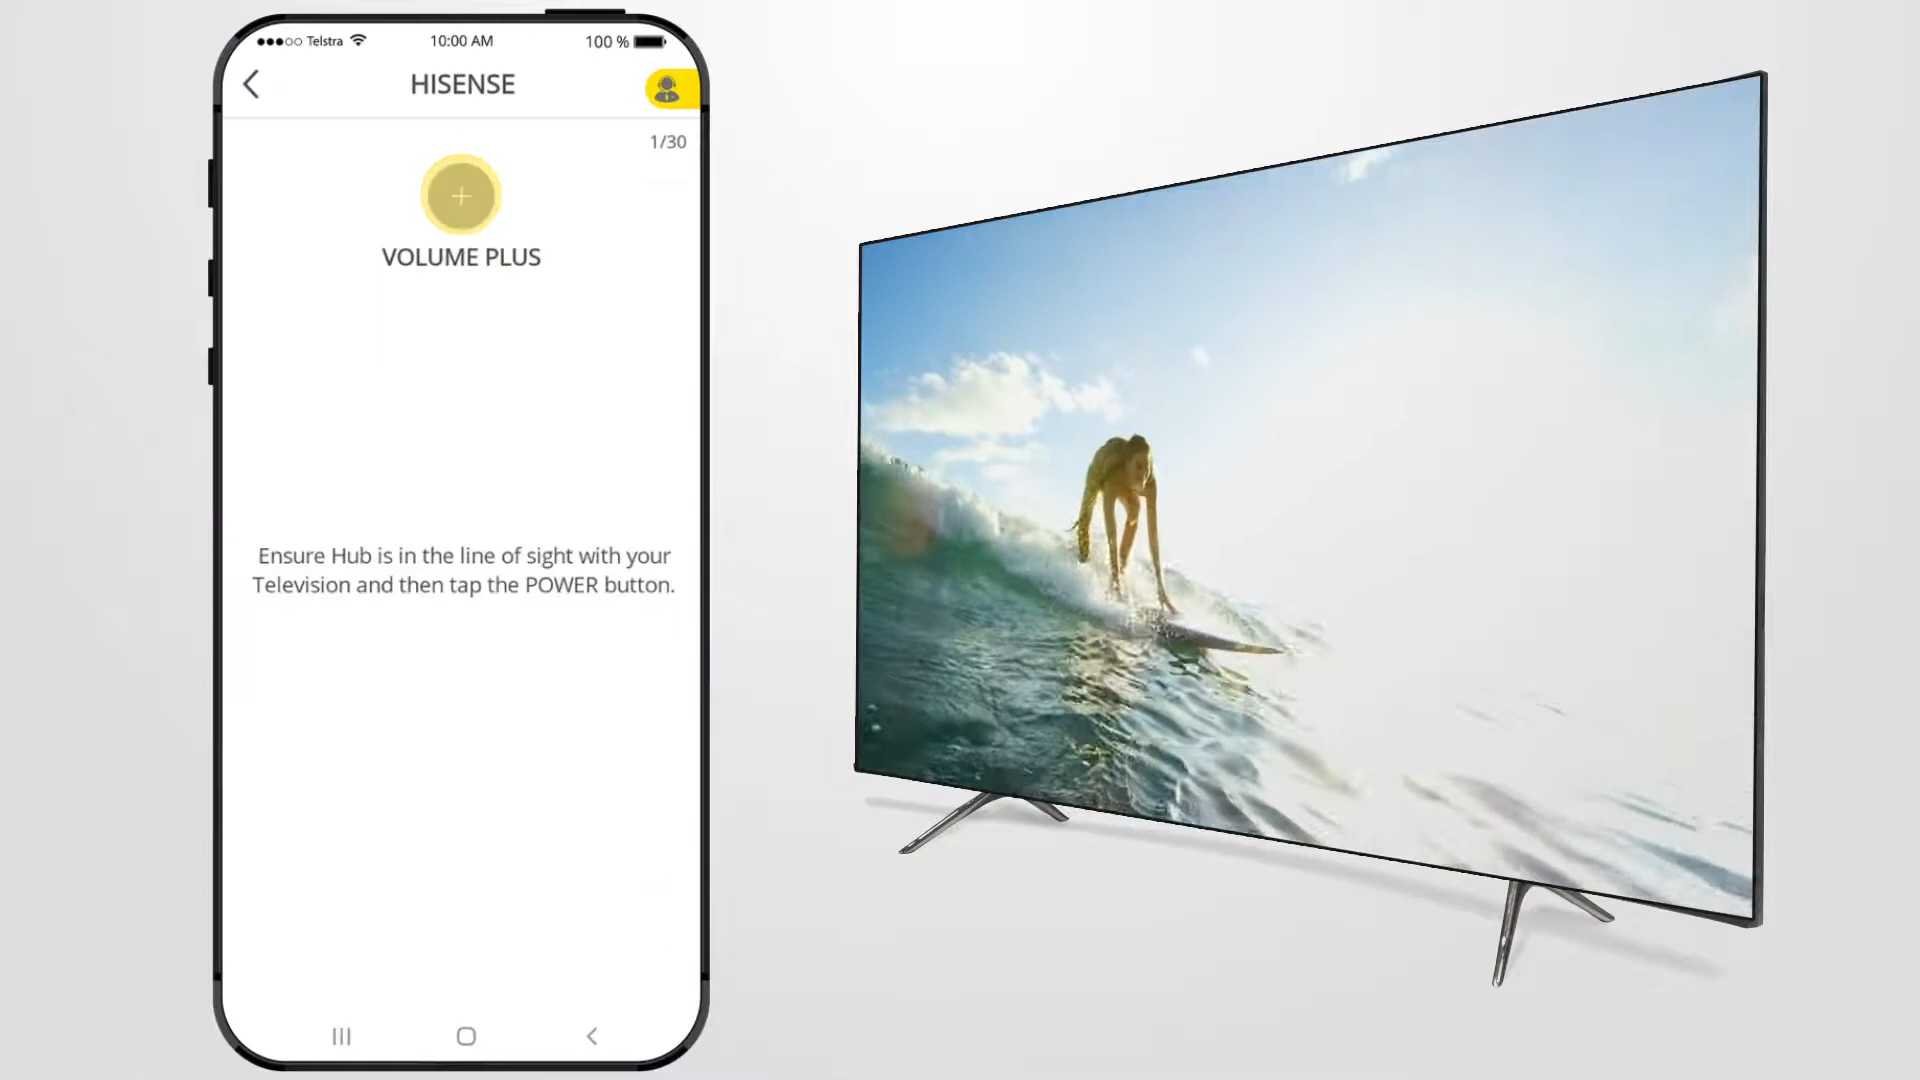 Telstra 10:00 AM 100 %
HISENSE
1/30
VOLUME PLUS
Ensure Hub is in the line of sight with your
Television and then tap the POWER button.